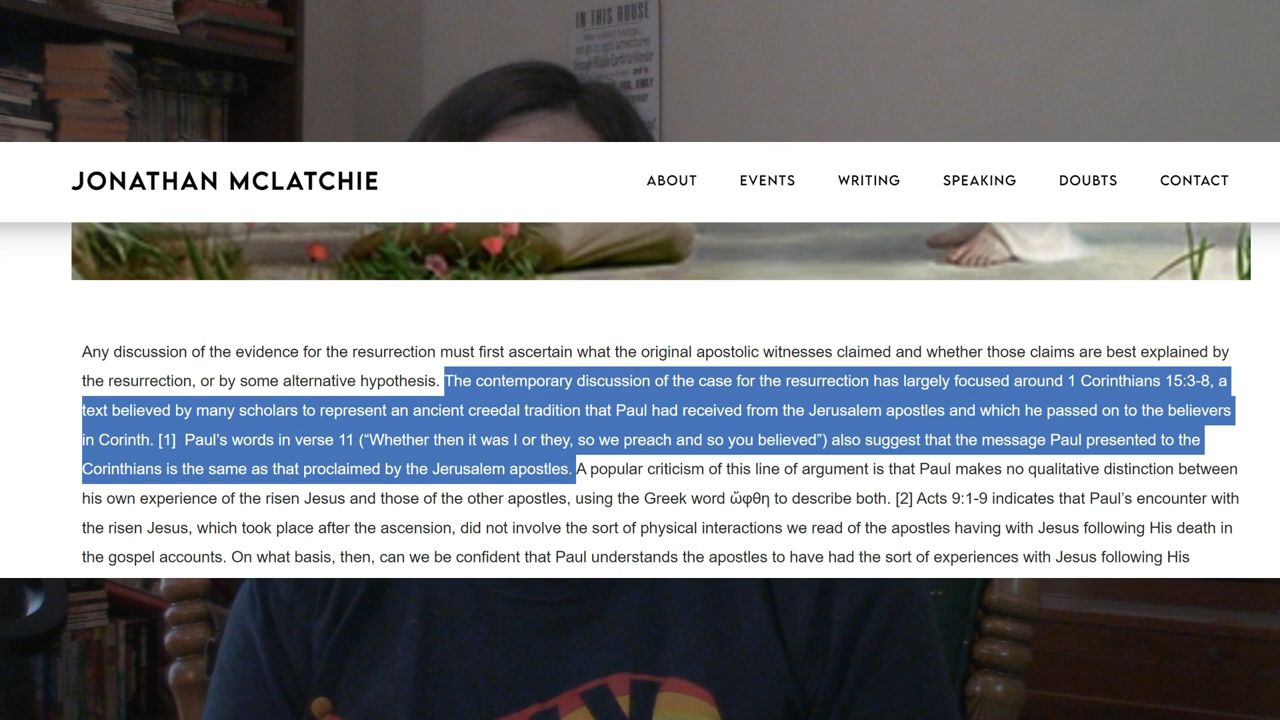 IN THIS HOUSE
JONATHAN MCLATCHIE
ABOUT EVENTS WRITING SPEAKING DOUBTS CONTACT
Any discussion of the evidence for the resurrection must first ascertain what the original apostolic witnesses claimed and whether those claims are best explained by
the resurrection, or by some alternative hypothesis. The contemporary discussion of the case for the resurrection has largely focused around 1 Corinthians 15:3-8, a
text believed by many scholars to represent an ancient creedal tradition that Paul had received from the Jerusalem apostles and which he passed on to the believers
in Corinth. [1] Paul's words in verse 11 (“Whether then it was I or they, so we preach and so you believed”) also suggest that the message Paul presented to the
Corinthians is the same as that proclaimed by the Jerusalem apostles. A popular criticism of this line of argument is that Paul makes no qualitative distinction between
his own experience of the risen Jesus and those of the other apostles, using the Greek word ὤφθη to describe both. [2] Acts 9:1-9 indicates that Paul's encounter with
the risen Jesus, which took place after the ascension, did not involve the sort of physical interactions we read of the apostles having with Jesus following His death in
the gospel accounts. On what basis, then, can we be confident that Paul understands the apostles to have had the sort of experiences with Jesus following His